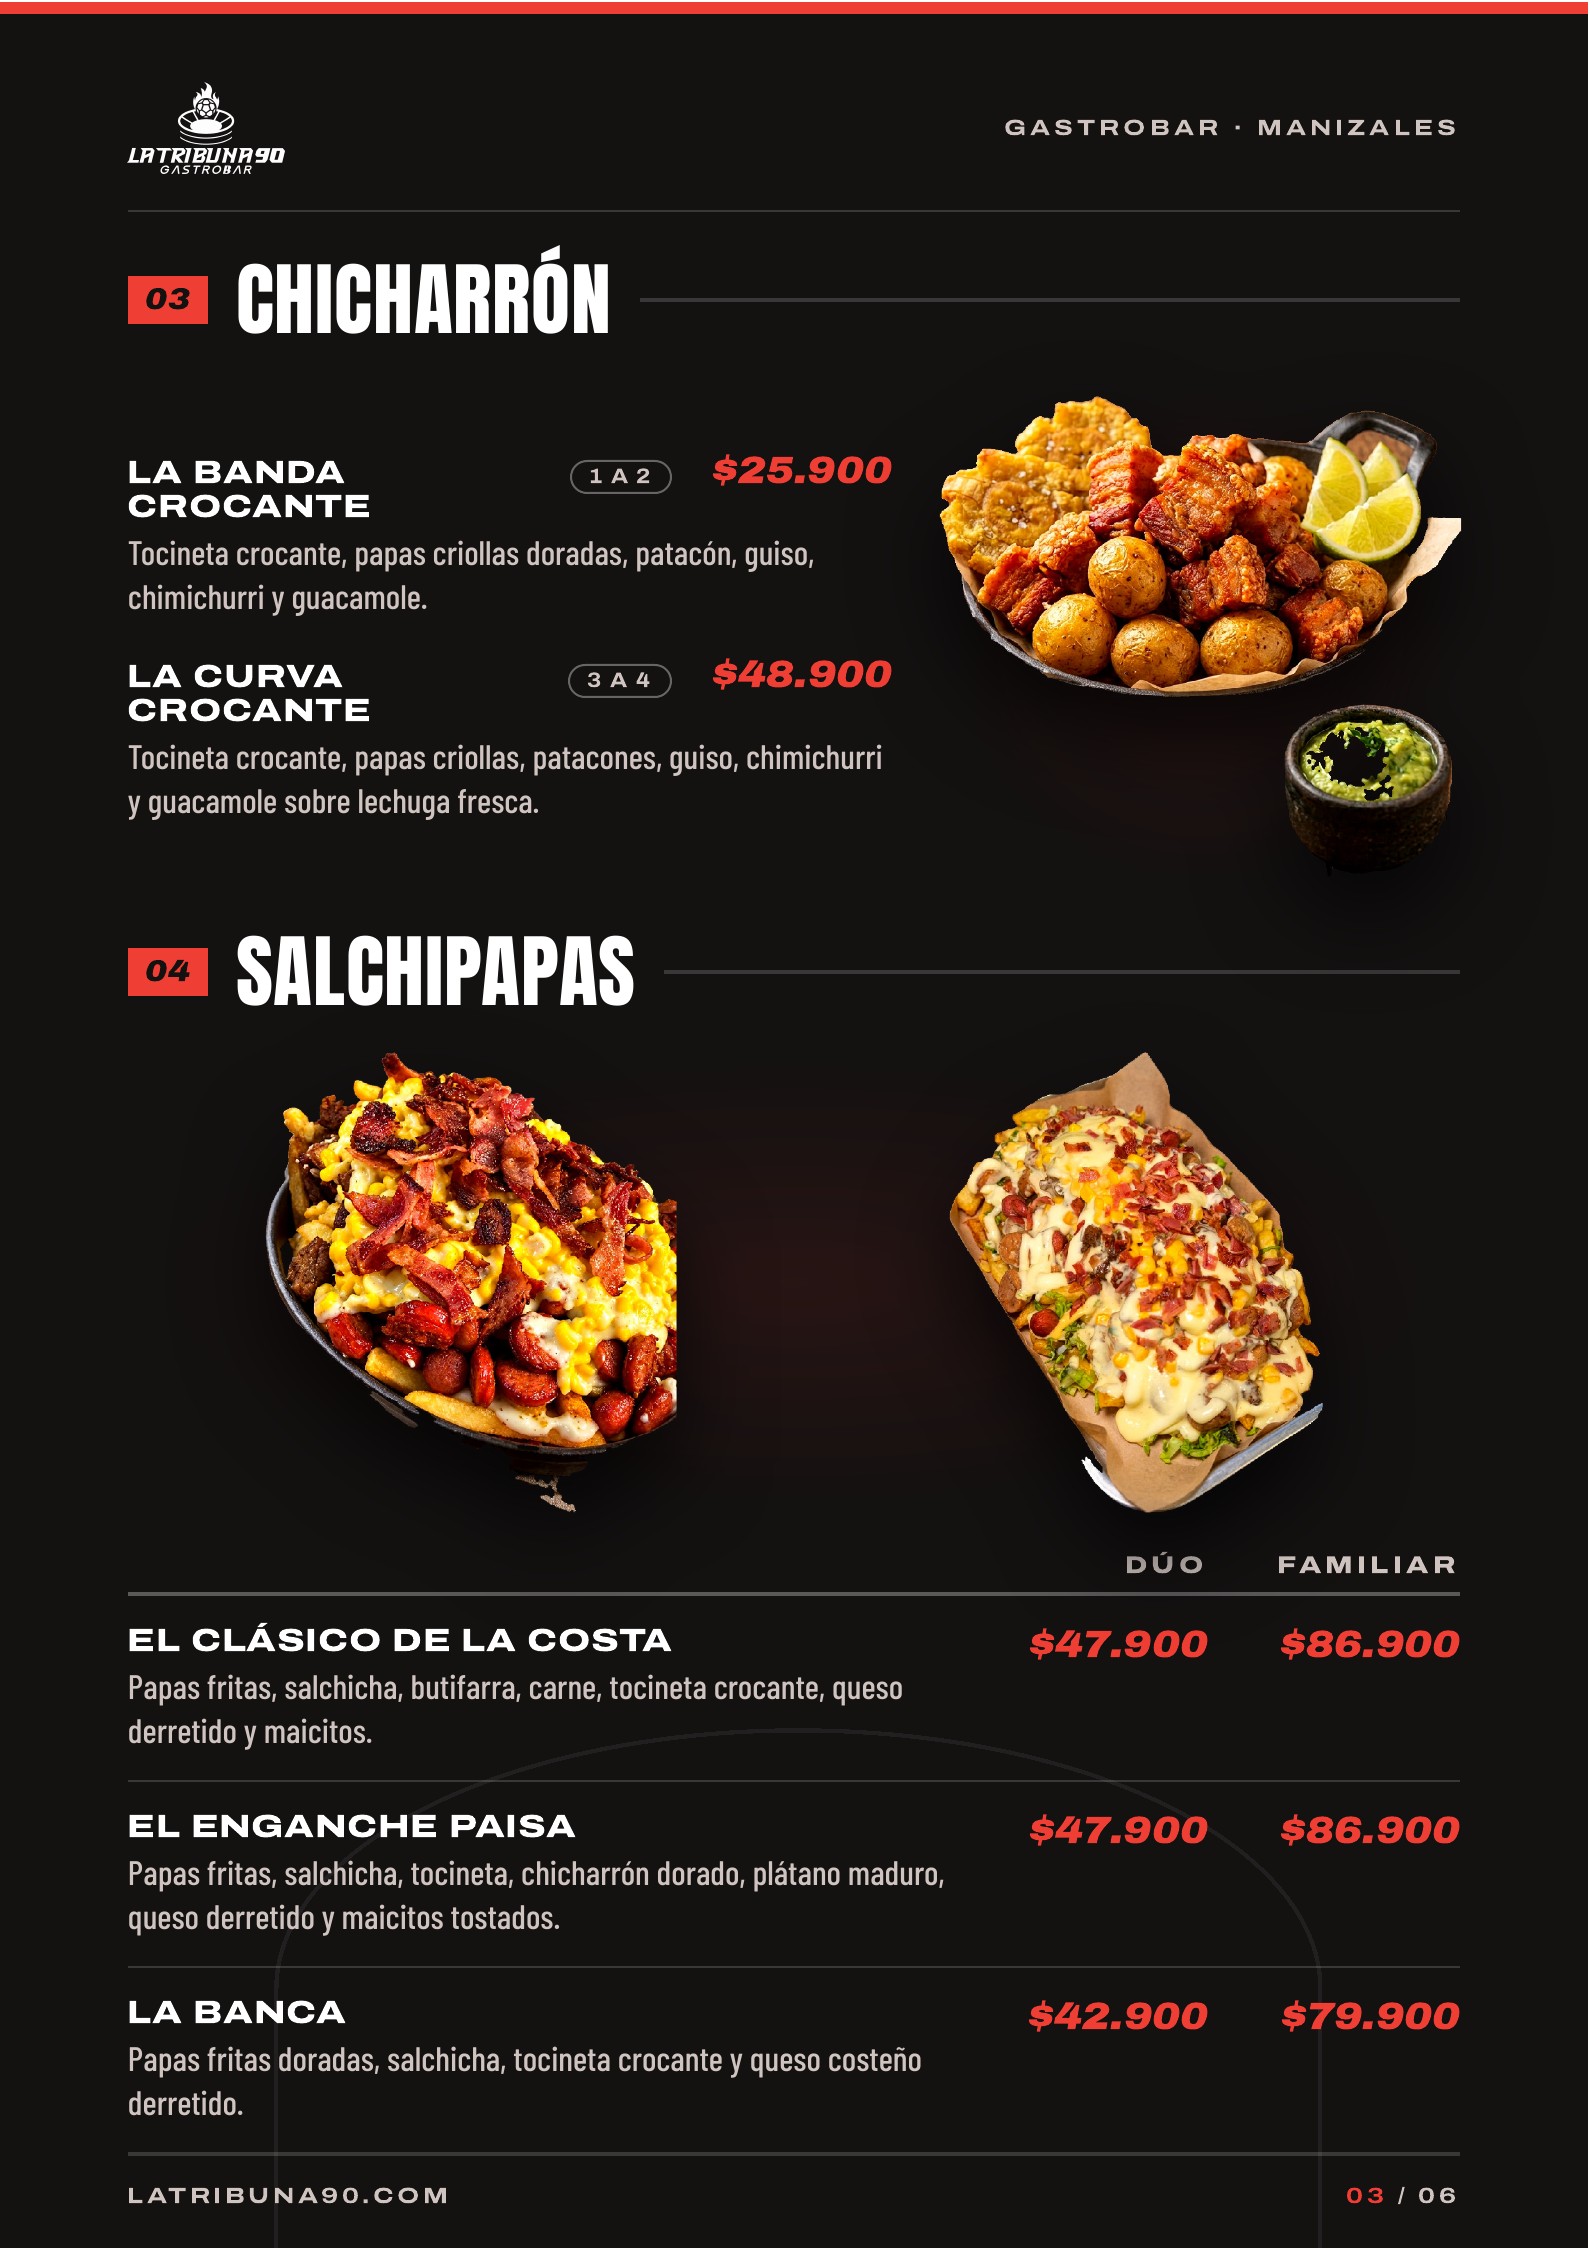 LATRIBUNA90
GASTROBAR
GASTROBAR · MANIZALES
03
CHICHARRÓN
LA BANDA
CROCANTE
1 A 2
$25.900
Tocineta crocante, papas criollas doradas, patacón, guiso,
chimichurri y guacamole.
LA CURVA
CROCANTE
3 A 4
$48.900
Tocineta crocante, papas criollas, patacones, guiso, chimichurri
y guacamole sobre lechuga fresca.
04
SALCHIPAPAS
DÚO FAMILIAR
EL CLÁSICO DE LA COSTA $47.900 $86.900
Papas fritas, salchicha, butifarra, carne, tocineta crocante, queso
derretido y maicitos.
EL ENGANCHE PAISA $47.900 $86.900
Papas fritas, salchicha, tocineta, chicharrón dorado, plátano maduro,
queso derretido y maicitos tostados.
LA BANCA $42.900 $79.900
Papas fritas doradas, salchicha, tocineta crocante y queso costeño
derretido.
LATRIBUNA90.COM
03 / 06